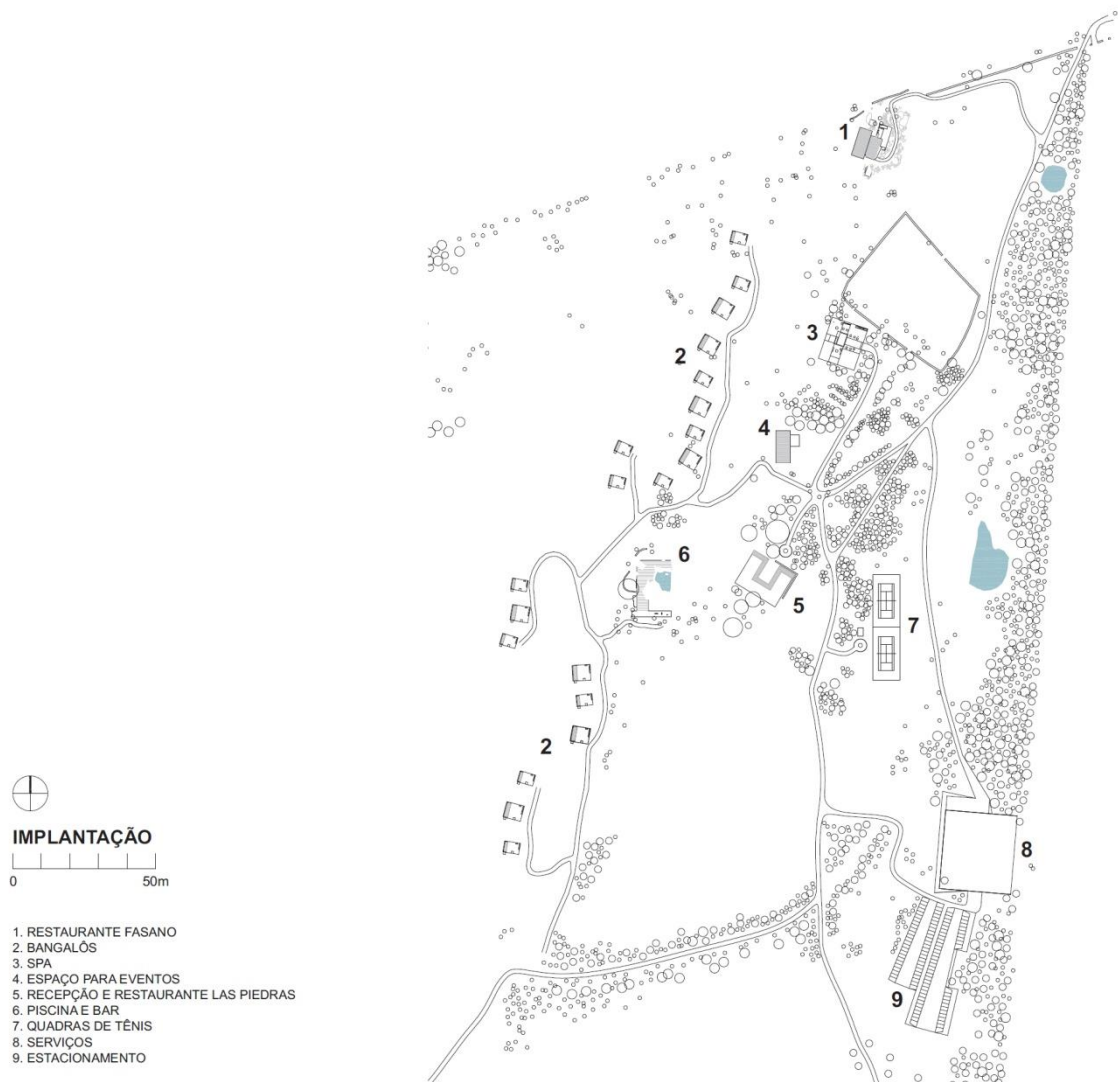 1
2
3
4
6
5
7
2
8
9
IMPLANTAÇÃO
0 50m
1. RESTAURANTE FASANO
2. BANGALÔS
3. SPA
4. ESPAÇO PARA EVENTOS
5. RECEPÇÃO E RESTAURANTE LAS PIEDRAS
6. PISCINA E BAR
7. QUADRAS DE TÊNIS
8. SERVIÇOS
9. ESTACIONAMENTO